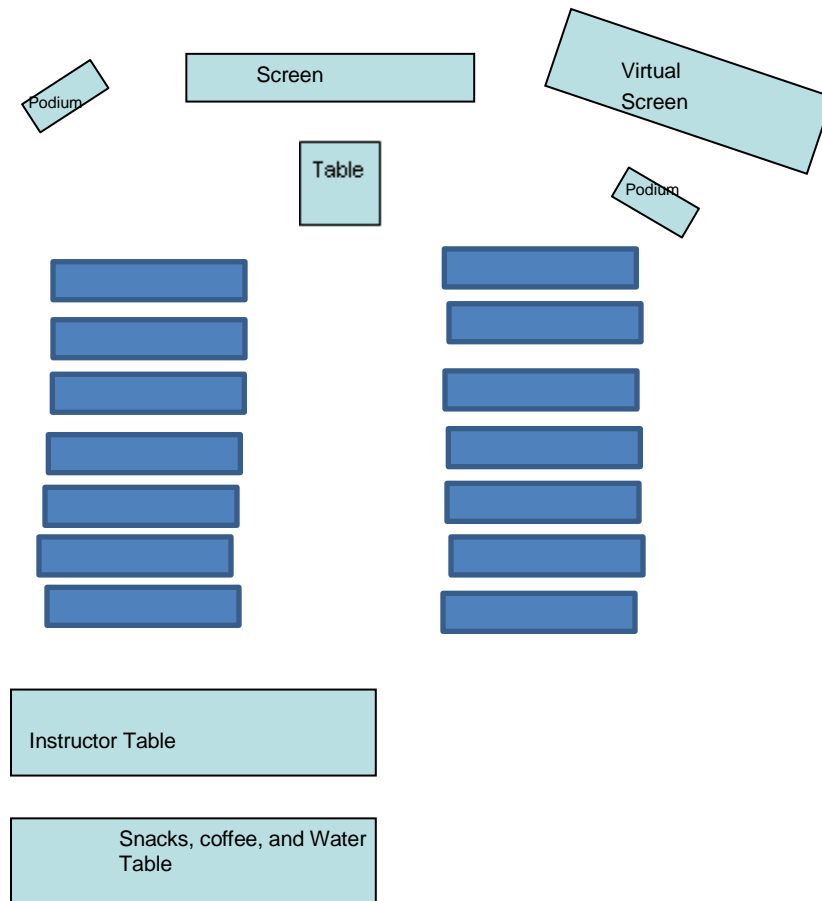 Screen
Virtual
Screen
Podium
Table
Podium
Instructor Table
Snacks, coffee, and Water
Table